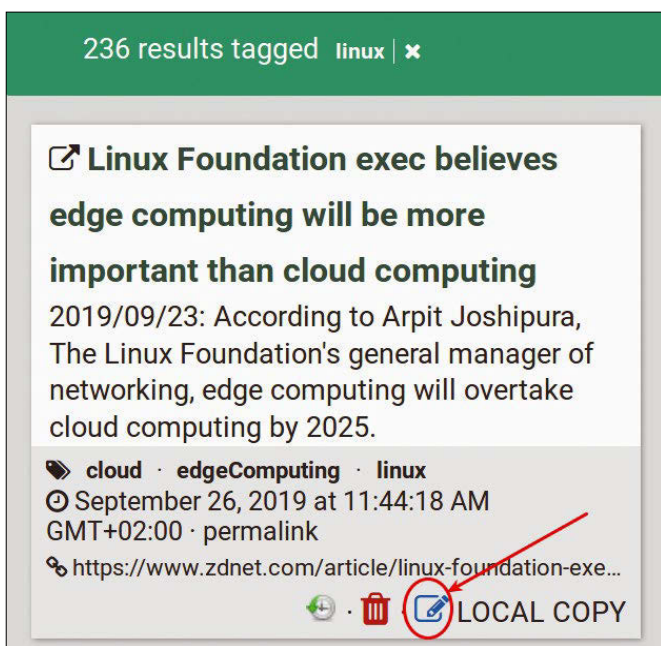 236 results tagged linux | ×
Linux Foundation exec believes
edge computing will be more
important than cloud computing
2019/09/23: According to Arpit Joshipura,
The Linux Foundation's general manager of
networking, edge computing will overtake
cloud computing by 2025.
cloud · edgeComputing · linux
September 26, 2019 at 11:44:18 AM
GMT+02:00 · permalink
https://www.zdnet.com/article/linux-foundation-exe...
· · LOCAL COPY